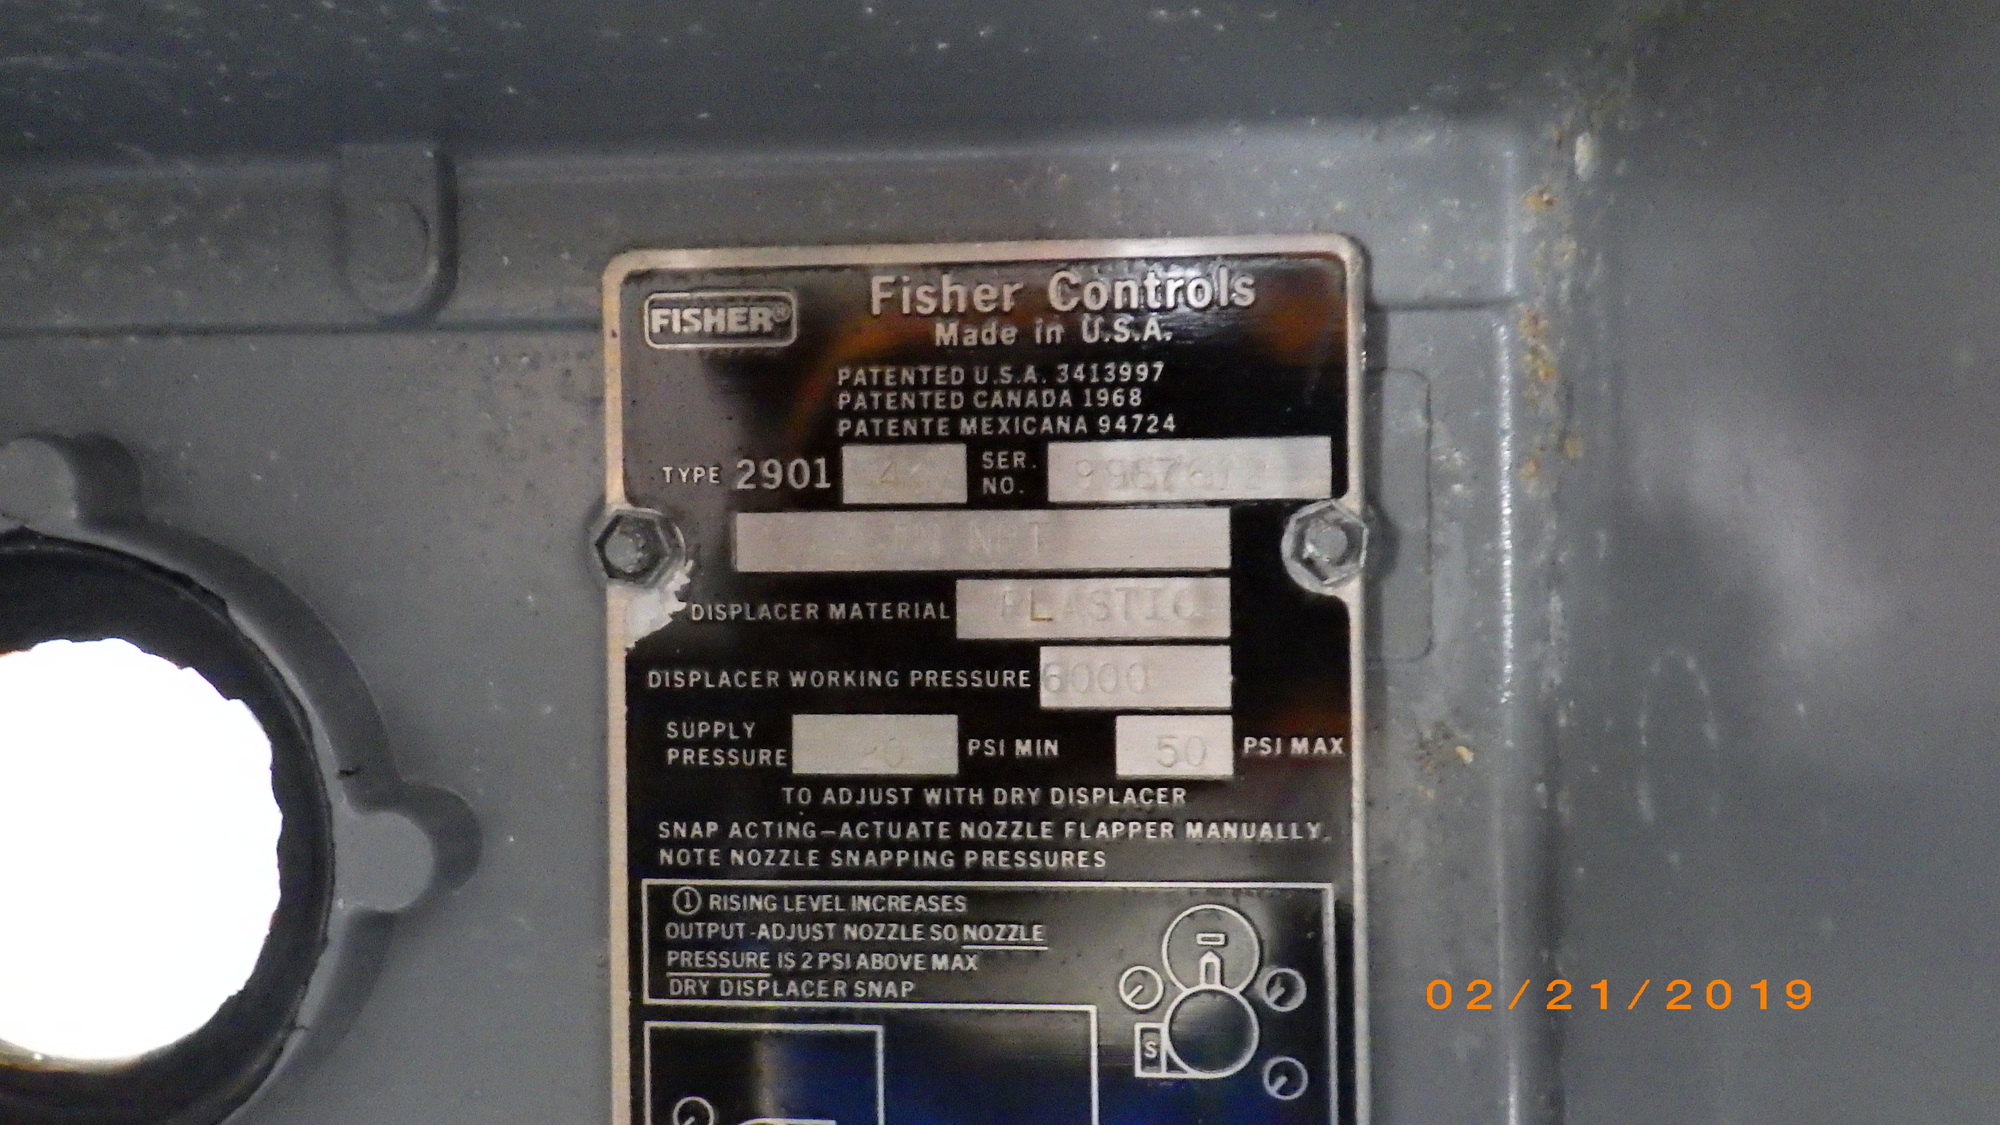 FISHER®
Fisher Controls
Made in U.S.A.
PATENTED U.S.A. 3413997
PATENTED CANADA 1968
PATENTE MEXICANA 94724
TYPE 2901 SER. NO.
IN NPT
DISPLACER MATERIAL PLASTIC
DISPLACER WORKING PRESSURE 6000
SUPPLY PRESSURE 20 PSI MIN 50 PSI MAX
TO ADJUST WITH DRY DISPLACER
SNAP ACTING—ACTUATE NOZZLE FLAPPER MANUALLY.
NOTE NOZZLE SNAPPING PRESSURES
① RISING LEVEL INCREASES
OUTPUT-ADJUST NOZZLE SO NOZZLE
PRESSURE IS 2 PSI ABOVE MAX
DRY DISPLACER SNAP
S
02/21/2019